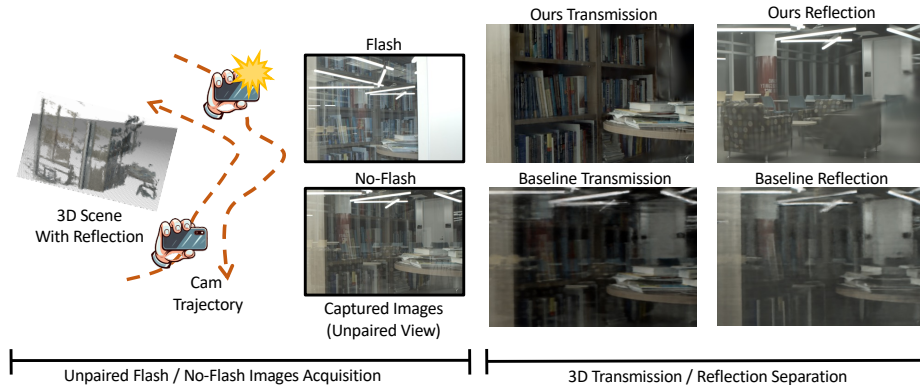 Flash
No-Flash
3D Scene
With Reflection
Cam
Trajectory
Captured Images
(Unpaired View)
Ours Transmission
Ours Reflection
Baseline Transmission
Baseline Reflection
Unpaired Flash / No-Flash Images Acquisition
3D Transmission / Reflection Separation